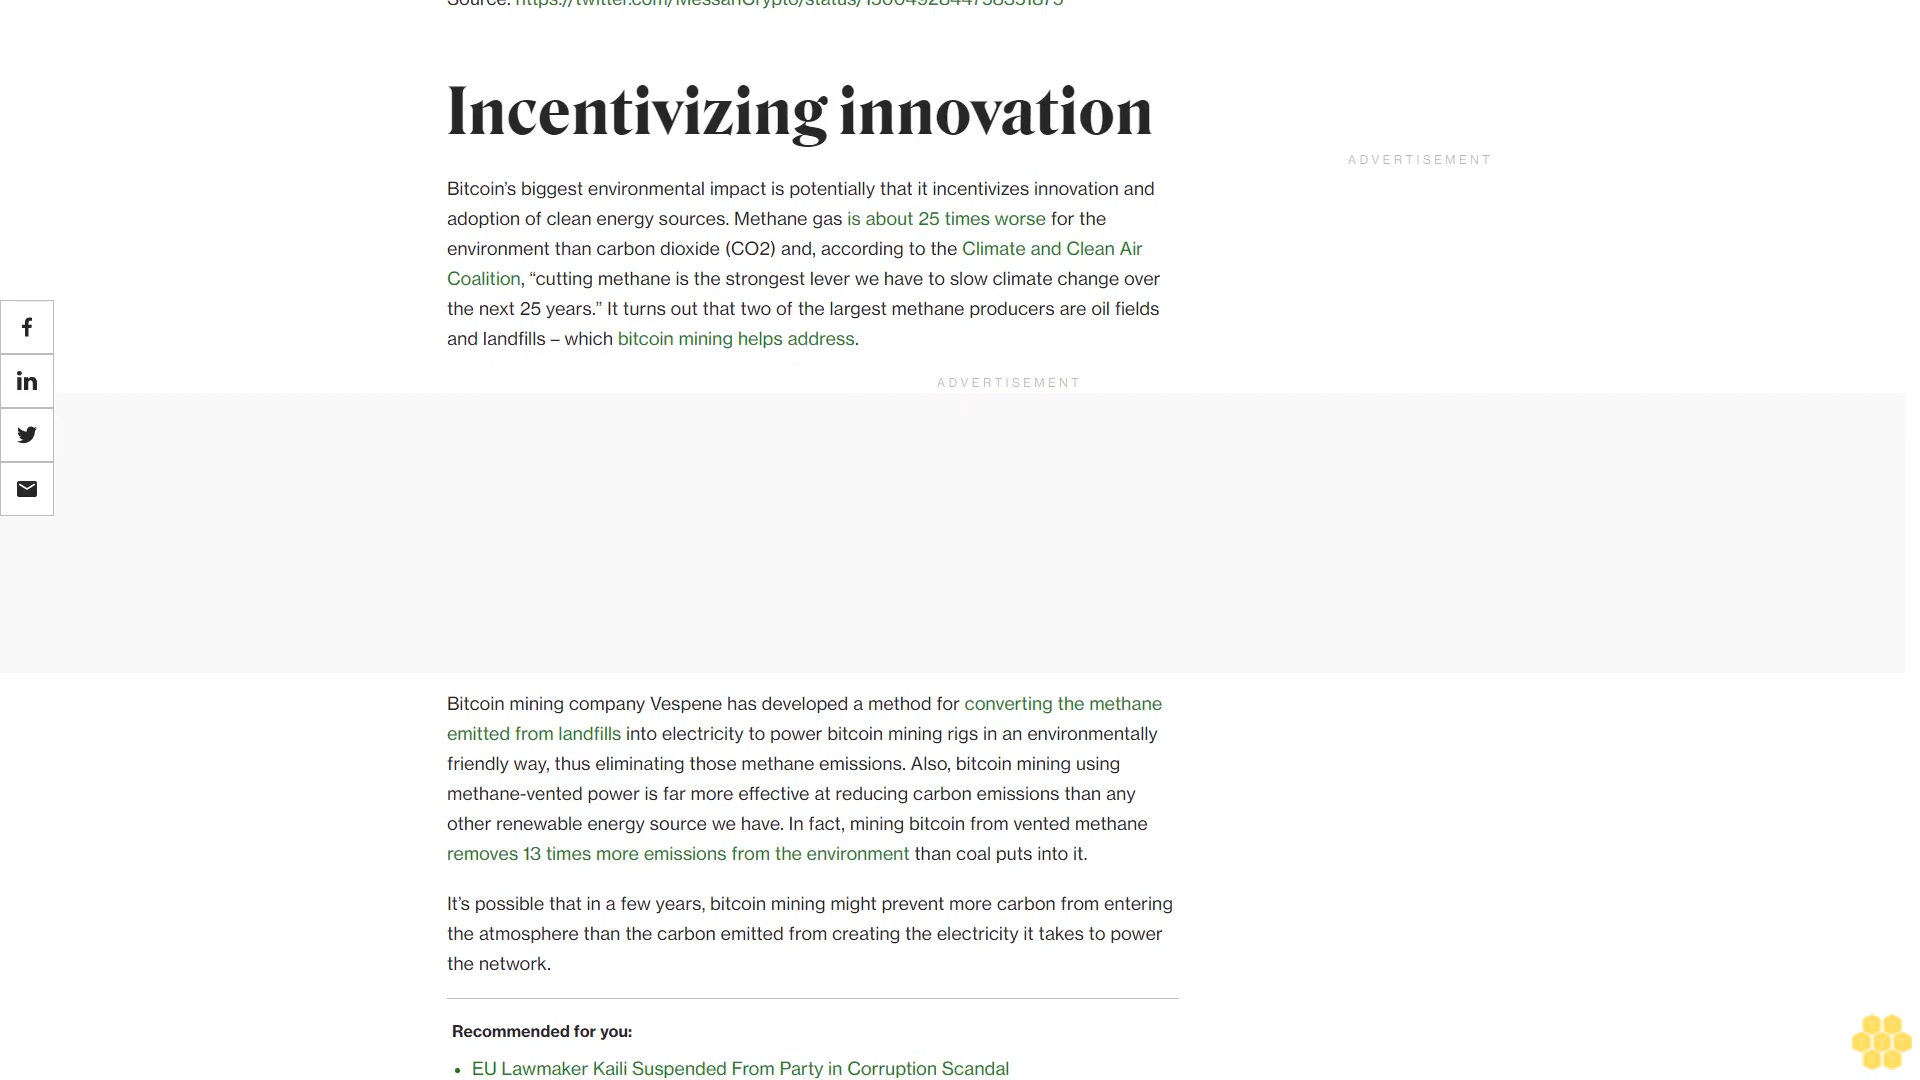 Source: https://twitter.com/MessariCrypto/status/1500492844758351875
Incentivizing innovation
ADVERTISEMENT
Bitcoin’s biggest environmental impact is potentially that it incentivizes innovation and
adoption of clean energy sources. Methane gas is about 25 times worse for the
environment than carbon dioxide (CO2) and, according to the Climate and Clean Air
Coalition, “cutting methane is the strongest lever we have to slow climate change over
the next 25 years.” It turns out that two of the largest methane producers are oil fields
and landfills – which bitcoin mining helps address.
ADVERTISEMENT
Bitcoin mining company Vespene has developed a method for converting the methane
emitted from landfills into electricity to power bitcoin mining rigs in an environmentally
friendly way, thus eliminating those methane emissions. Also, bitcoin mining using
methane-vented power is far more effective at reducing carbon emissions than any
other renewable energy source we have. In fact, mining bitcoin from vented methane
removes 13 times more emissions from the environment than coal puts into it.
It’s possible that in a few years, bitcoin mining might prevent more carbon from entering
the atmosphere than the carbon emitted from creating the electricity it takes to power
the network.
Recommended for you:
• EU Lawmaker Kaili Suspended From Party in Corruption Scandal